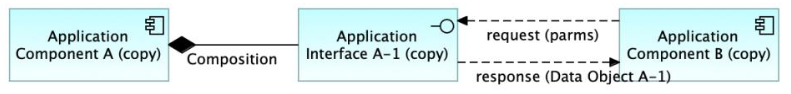 Application
Component A (copy)
Composition
Application
Interface A-1 (copy)
request (parms)
response (Data Object A-1)
Application
Component B (copy)